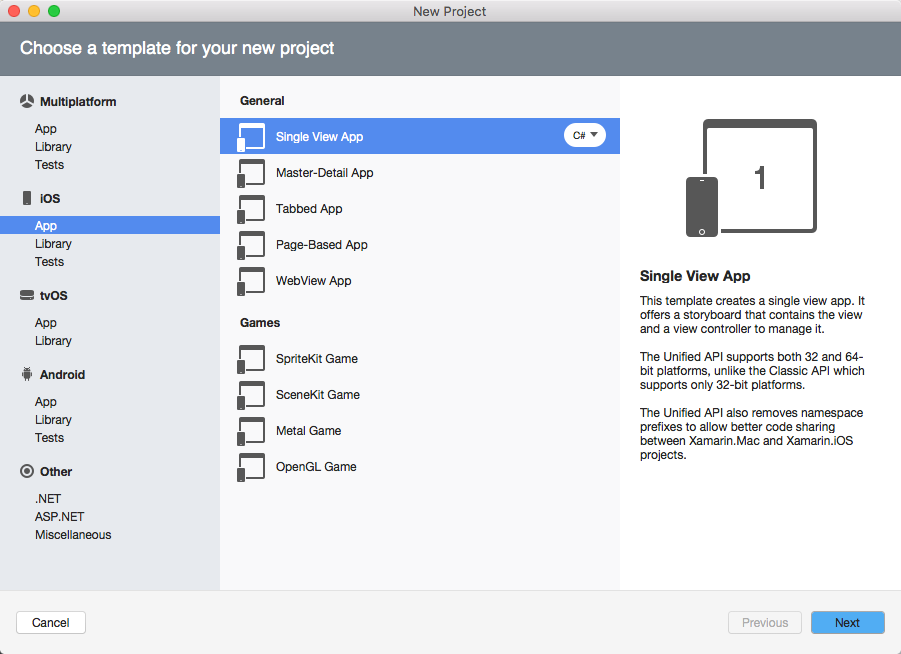 New Project
Choose a template for your new project
Multiplatform
App
Library
Tests
iOS
App
Library
Tests
tvOS
App
Library
Android
App
Library
Tests
Other
.NET
ASP.NET
Miscellaneous
General
Single View App
C#
Master-Detail App
Tabbed App
Page-Based App
WebView App
Games
SpriteKit Game
SceneKit Game
Metal Game
OpenGL Game
1
Single View App
This template creates a single view app. It
offers a storyboard that contains the view
and a view controller to manage it.
The Unified API supports both 32 and 64-
bit platforms, unlike the Classic API which
supports only 32-bit platforms.
The Unified API also removes namespace
prefixes to allow better code sharing
between Xamarin.Mac and Xamarin.iOS
projects.
Cancel
Previous
Next